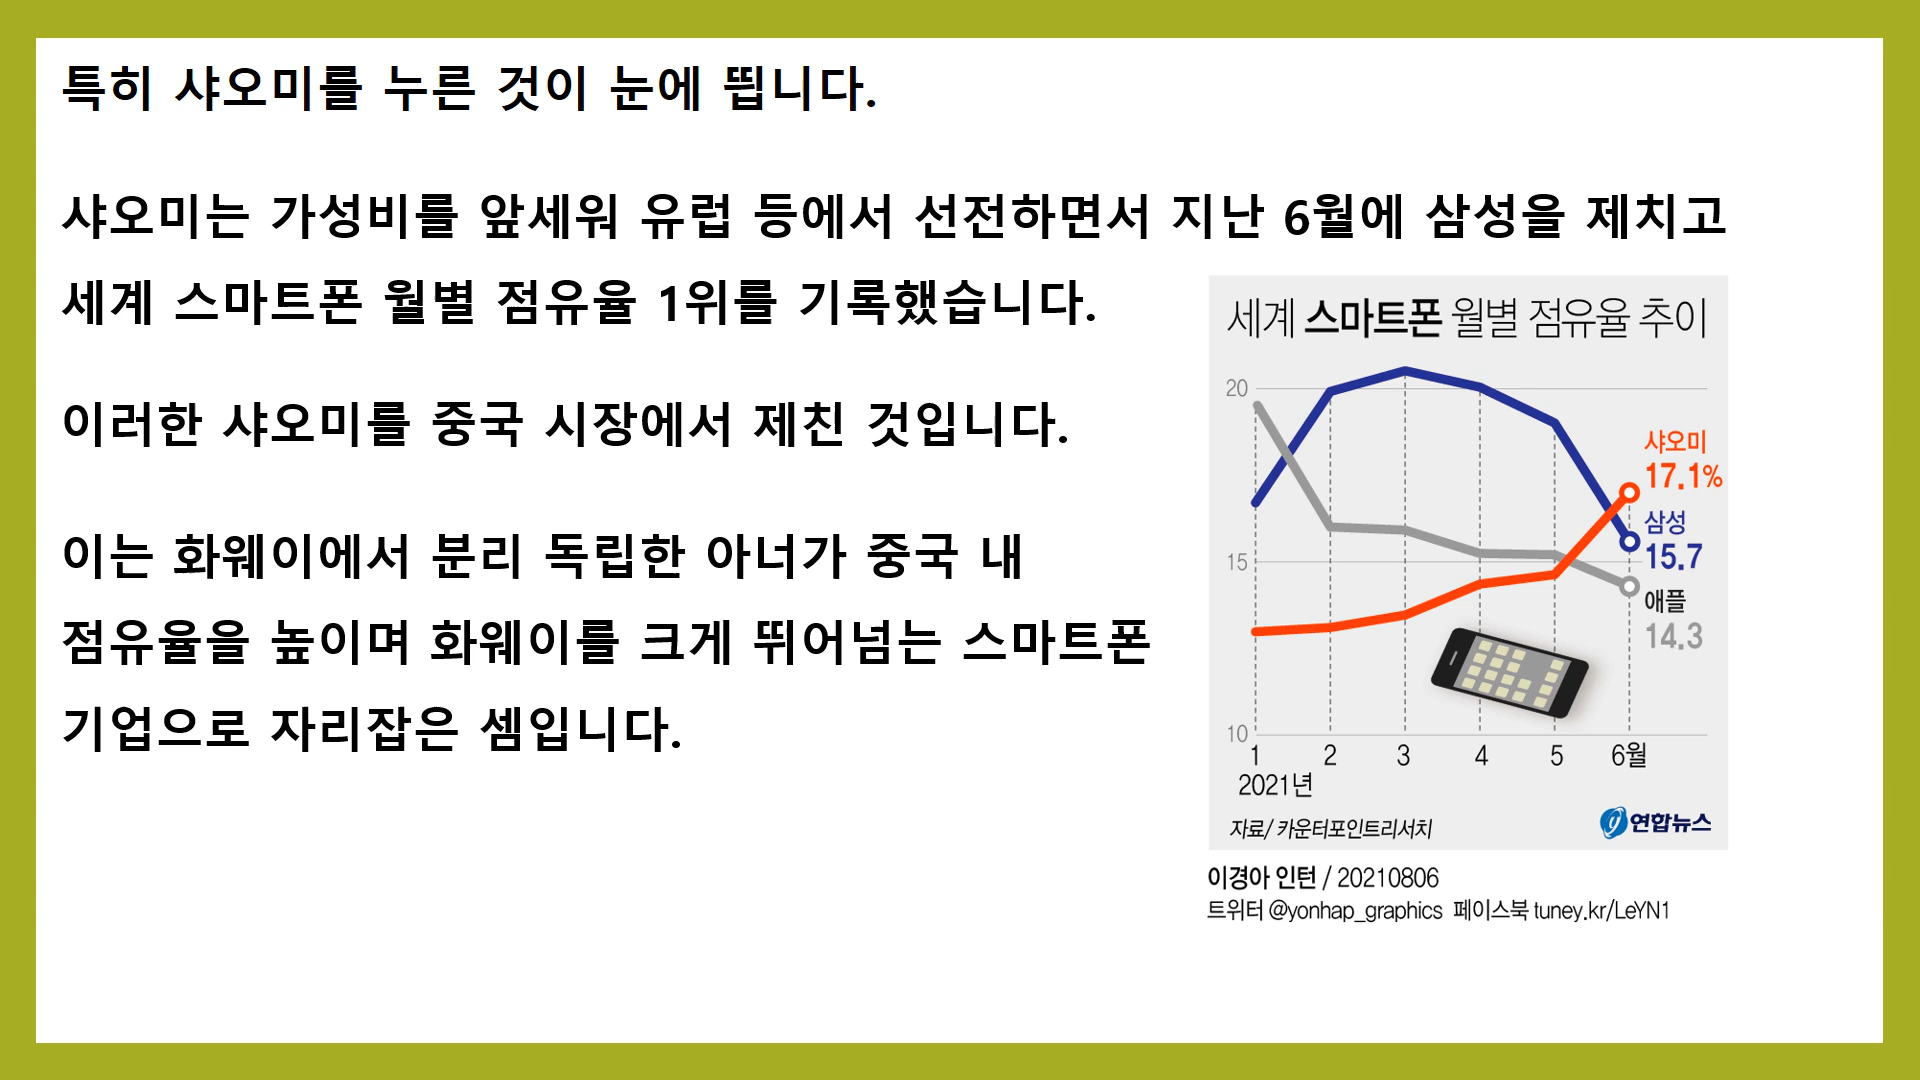 특히 샤오미를 누른 것이 눈에 띕니다.
샤오미는 가성비를 앞세워 유럽 등에서 선전하면서 지난 6월에 삼성을 제치고
세계 스마트폰 월별 점유율 1위를 기록했습니다.
이러한 샤오미를 중국 시장에서 제친 것입니다.
이는 화웨이에서 분리 독립한 아너가 중국 내
점유율을 높이며 화웨이를 크게 뛰어넘는 스마트폰
기업으로 자리잡은 셈입니다.
세계 스마트폰 월별 점유율 추이
20
15
10
샤오미
17.1%
삼성
15.7
애플
14.3
1 2 3 4 5 6월
2021년
자료/ 카운터포인트리서치
y 연합뉴스
이경아 인턴 / 20210806
트위터 @yonhap_graphics 페이스북 tuney.kr/LeYN1